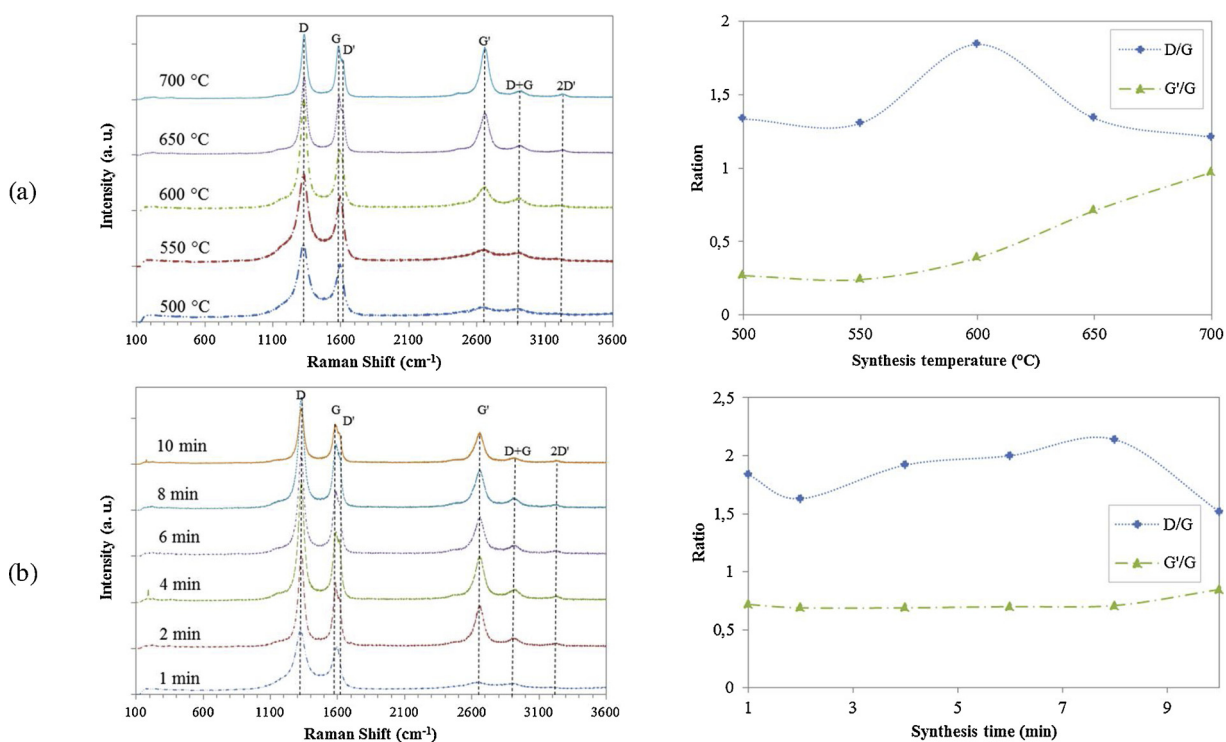 (a)
D
G
D'
G'
D+G
2D'
700 °C
650 °C
600 °C
550 °C
500 °C
Intensity (a. u.)
100 600 1100 1600 2100 2600 3100 3600
Raman Shift (cm-1)
2
1,5
1
0,5
0
Ration
D/G
G'/G
500 550 600 650 700
Synthesis temperature (°C)
(b)
D
G
D'
G'
D+G
2D'
10 min
8 min
6 min
4 min
2 min
1 min
Intensity (a. u.)
100 600 1100 1600 2100 2600 3100 3600
Raman Shift (cm-1)
2,5
2
1,5
1
0,5
0
Ratio
D/G
G'/G
1 3 5 7 9
Synthesis time (min)